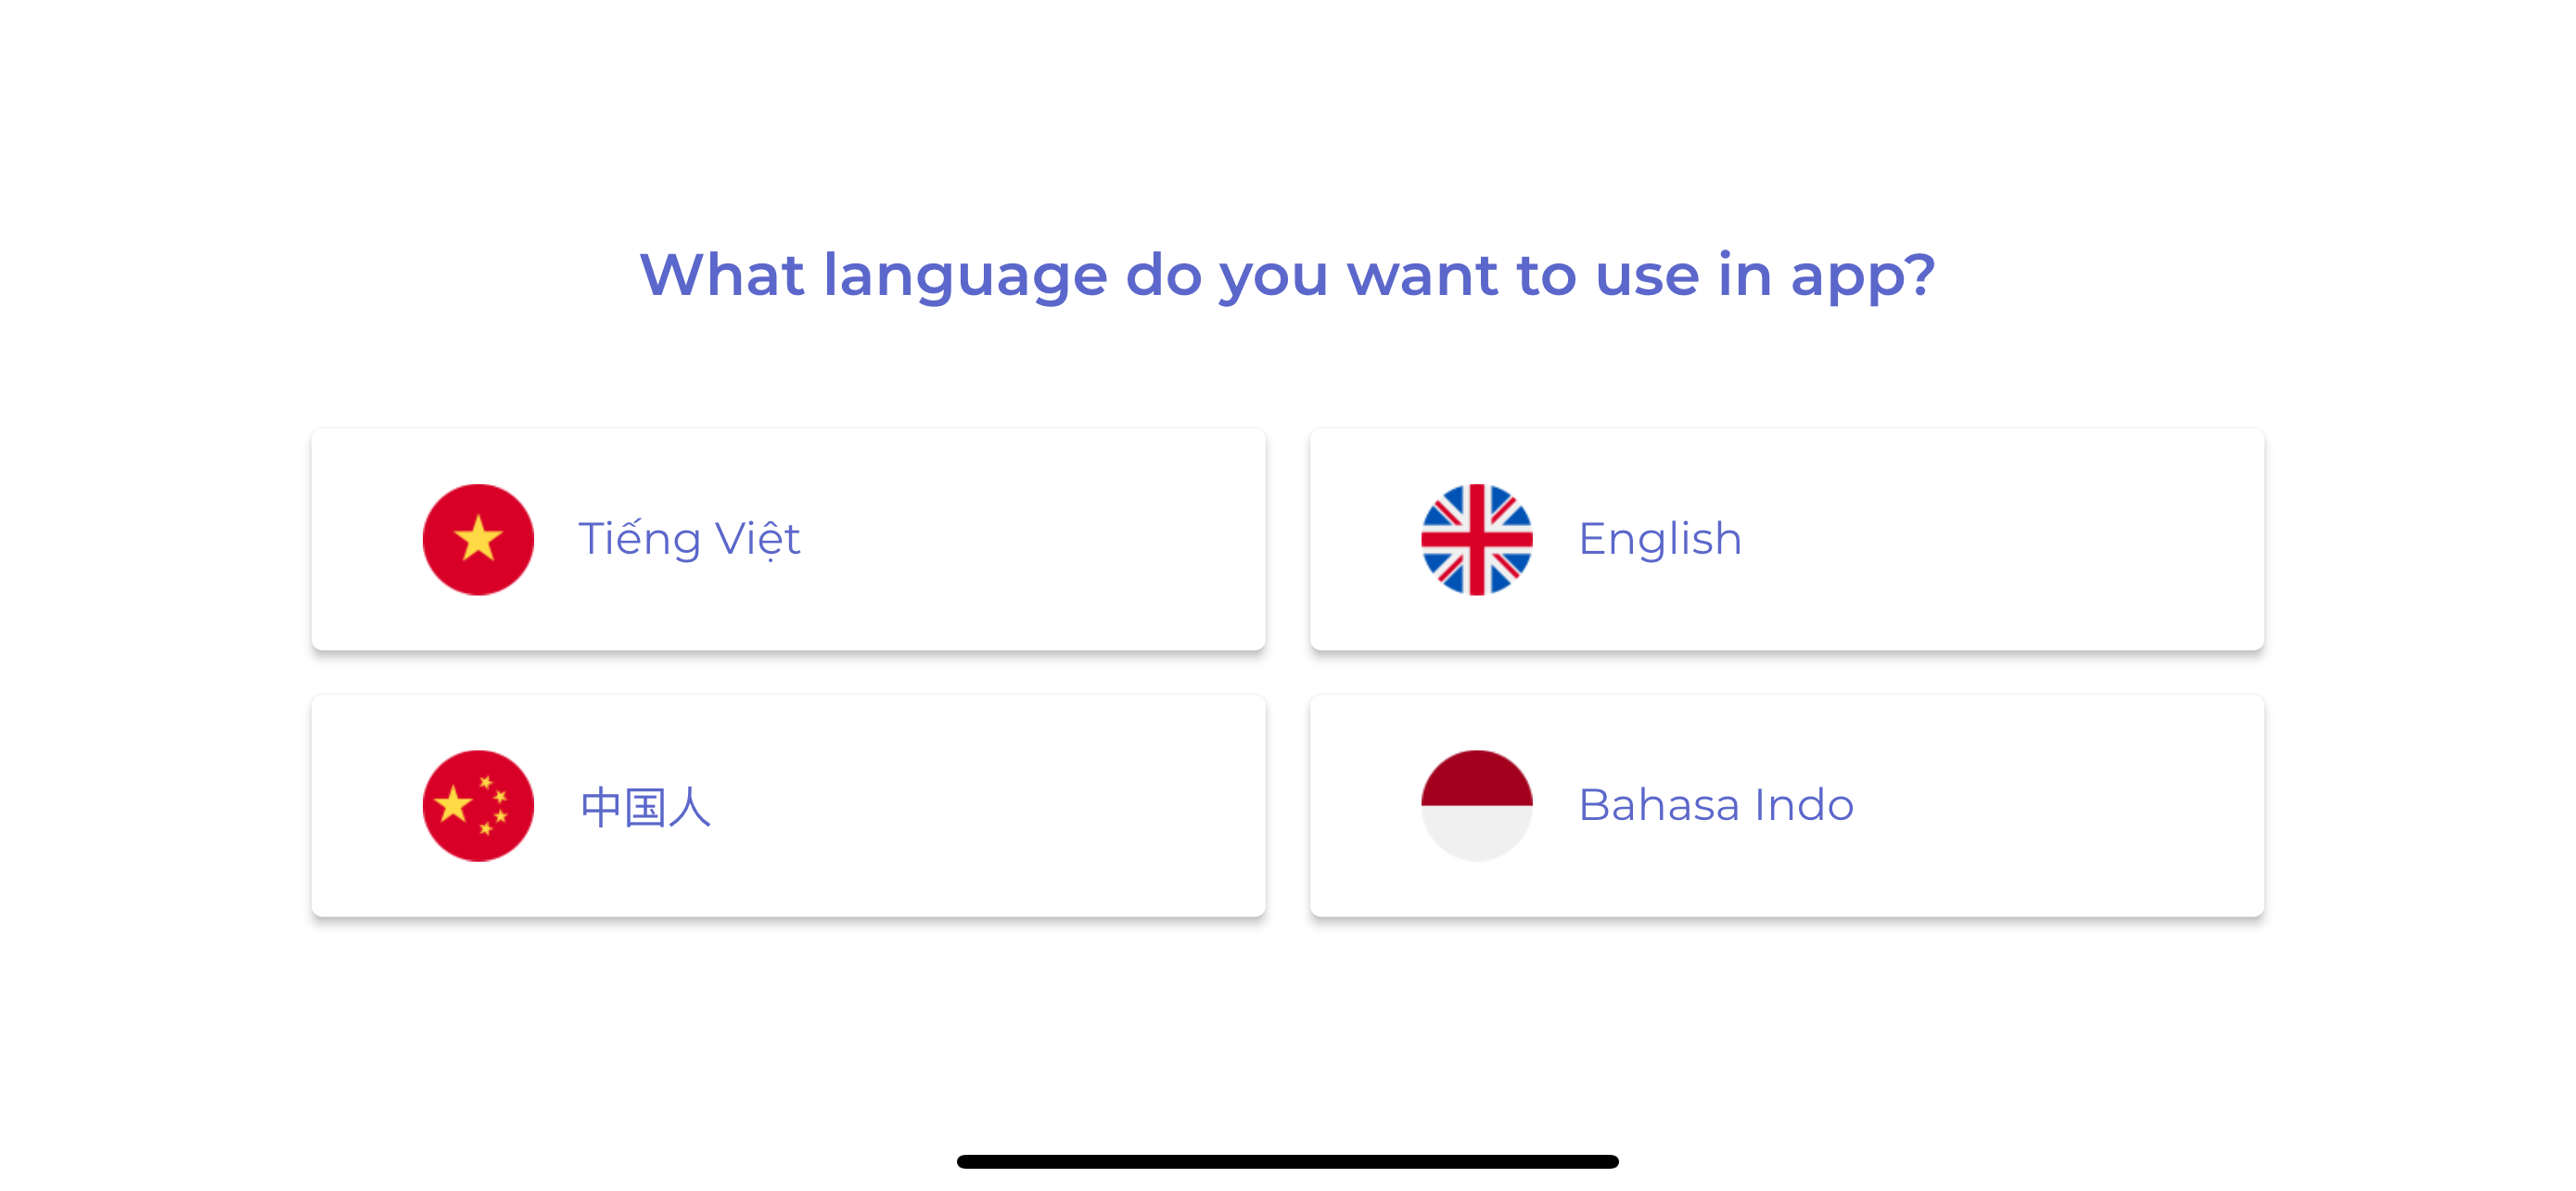 What language do you want to use in app?
Tiếng Việt
English
中国人
Bahasa Indo